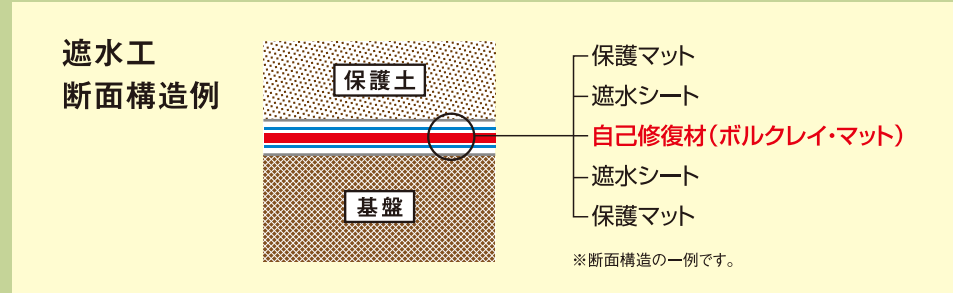 遮水工
断面構造例
保護土
基盤
保護マット
遮水シート
自己修復材（ボルクレイ・マット）
遮水シート
保護マット
※断面構造の一例です。